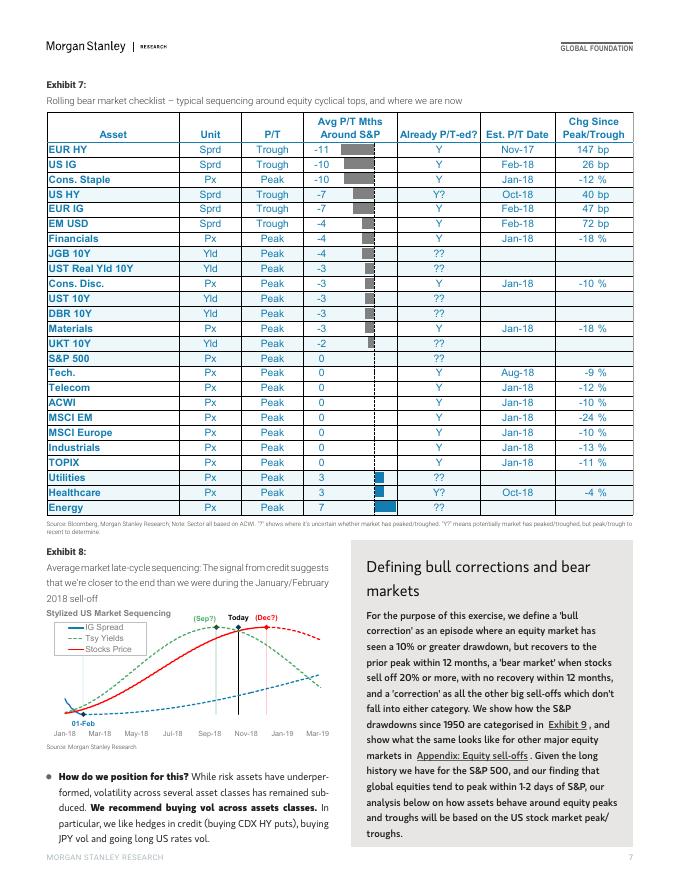 Morgan Stanley | RESEARCH
GLOBAL FOUNDATION
Exhibit 7:
Rolling bear market checklist – typical sequencing around equity cyclical tops, and where we are now
Asset Unit P/T Avg P/T Mths Around S&P Already P/T-ed? Est. P/T Date Chg Since Peak/Trough
EUR HY Sprd Trough -11 Y Nov-17 147 bp
US IG Sprd Trough -10 Y Feb-18 26 bp
Cons. Staple Px Peak -10 Y Jan-18 -12 %
US HY Sprd Trough -7 Y? Oct-18 40 bp
EUR IG Sprd Trough -7 Y Feb-18 47 bp
EM USD Sprd Trough -4 Y Feb-18 72 bp
Financials Px Peak -4 Y Jan-18 -18 %
JGB 10Y Yld Peak -4 ??
UST Real Yld 10Y Yld Peak -3 ??
Cons. Disc. Px Peak -3 Y Jan-18 -10 %
UST 10Y Yld Peak -3 ??
DBR 10Y Yld Peak -3 ??
Materials Px Peak -3 Y Jan-18 -18 %
UKT 10Y Yld Peak -2 ??
S&P 500 Px Peak 0 ??
Tech. Px Peak 0 Y Aug-18 -9 %
Telecom Px Peak 0 Y Jan-18 -12 %
ACWI Px Peak 0 Y Jan-18 -10 %
MSCI EM Px Peak 0 Y Jan-18 -24 %
MSCI Europe Px Peak 0 Y Jan-18 -10 %
Industrials Px Peak 0 Y Jan-18 -13 %
TOPIX Px Peak 0 Y Jan-18 -11 %
Utilities Px Peak 3 ??
Healthcare Px Peak 3 Y? Oct-18 -4 %
Energy Px Peak 7 ??
Source: Bloomberg, Morgan Stanley Research; Note: Sector all based on ACWI. '?' shows where it's uncertain whether market has peaked/troughed. 'Y?' means potentially market has peaked/troughed, but peak/trough to
recent to determine.
Exhibit 8:
Average market late-cycle sequencing: The signal from credit suggests
that we're closer to the end than we were during the January/February
2018 sell-off
Stylized US Market Sequencing
IG Spread
Tsy Yields
Stocks Price
(Sep?) Today (Dec?)
01-Feb
Jan-18 Mar-18 May-18 Jul-18 Sep-18 Nov-18 Jan-19 Mar-19
Source: Morgan Stanley Research
● How do we position for this? While risk assets have underper-
formed, volatility across several asset classes has remained sub-
duced. We recommend buying vol across assets classes. In
particular, we like hedges in credit (buying CDX HY puts), buying
JPY vol and going long US rates vol.
Defining bull corrections and bear
markets
For the purpose of this exercise, we define a 'bull
correction' as an episode where an equity market has
seen a 10% or greater drawdown, but recovers to the
prior peak within 12 months, a 'bear market' when stocks
sell off 20% or more, with no recovery within 12 months,
and a 'correction' as all the other big sell-offs which don't
fall into either category. We show how the S&P
drawdowns since 1950 are categorised in Exhibit 9 , and
show what the same looks like for other major equity
markets in Appendix: Equity sell-offs . Given the long
history we have for the S&P 500, and our finding that
global equities tend to peak within 1-2 days of S&P, our
analysis below on how assets behave around equity peaks
and troughs will be based on the US stock market peak/
troughs.
MORGAN STANLEY RESEARCH
7